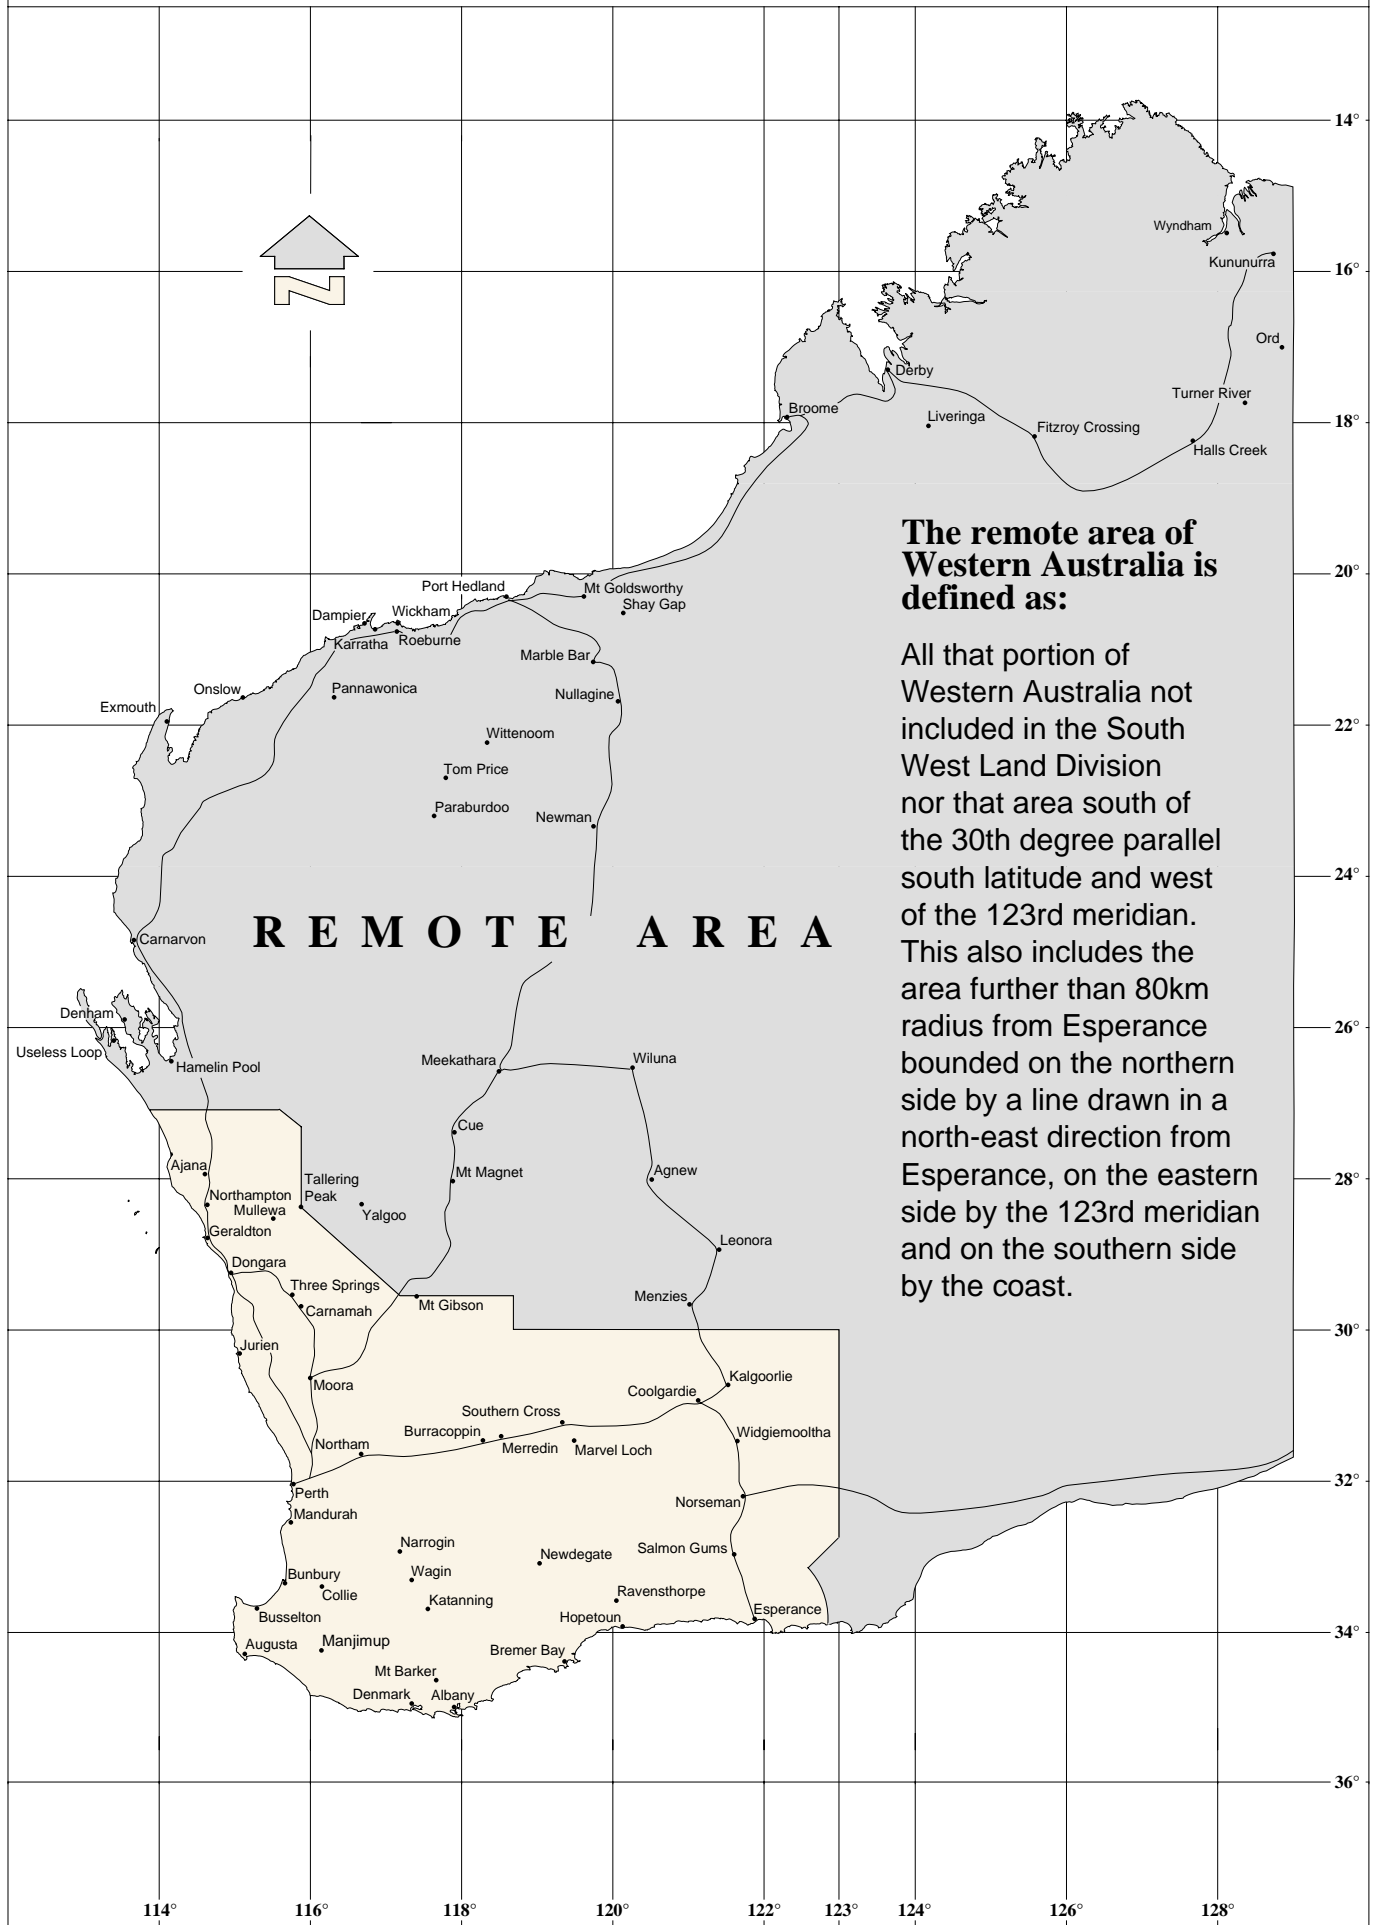 14°
Wyndham
Kununurra
16°
N
Ord
Derby
Turner River
Broome
Liveringa
Fitzroy Crossing
18°
Halls Creek
The remote area of
Western Australia is
defined as:
All that portion of
Western Australia not
included in the South
West Land Division
nor that area south of
the 30th degree parallel
south latitude and west
of the 123rd meridian.
This also includes the
area further than 80km
radius from Esperance
bounded on the northern
side by a line drawn in a
north-east direction from
Esperance, on the eastern
side by the 123rd meridian
and on the southern side
by the coast.
20°
Port Hedland
Mt Goldsworthy
Shay Gap
Dampier
Wickham
Karratha
Roeburne
Marble Bar
Onslow
Pannawonica
Nullagine
Exmouth
22°
Wittenoom
Tom Price
Paraburdoo
Newman
24°
REMOTE AREA
Carnarvon
Denham
26°
Useless Loop
Hamelin Pool
Meekathara
Wiluna
Cue
Ajana
Tallering
Peak
Mt Magnet
Agnew
28°
Northampton
Mullewa
Yalgoo
Geraldton
Leonora
Dongara
Three Springs
Carnamah
Mt Gibson
Menzies
30°
Jurien
Moora
Kalgoorlie
Coolgardie
Southern Cross
Burracoppin
Merredin
Marvel Loch
Widgiemooltha
Northam
32°
Perth
Norseman
Mandurah
Narrogin
Newdegate
Salmon Gums
Bunbury
Collie
Wagin
Katanning
Ravensthorpe
Busselton
Hopetoun
Esperance
34°
Augusta
Manjimup
Bremer Bay
Mt Barker
Denmark
Albany
36°
114° 116° 118° 120° 122° 123° 124° 126° 128°